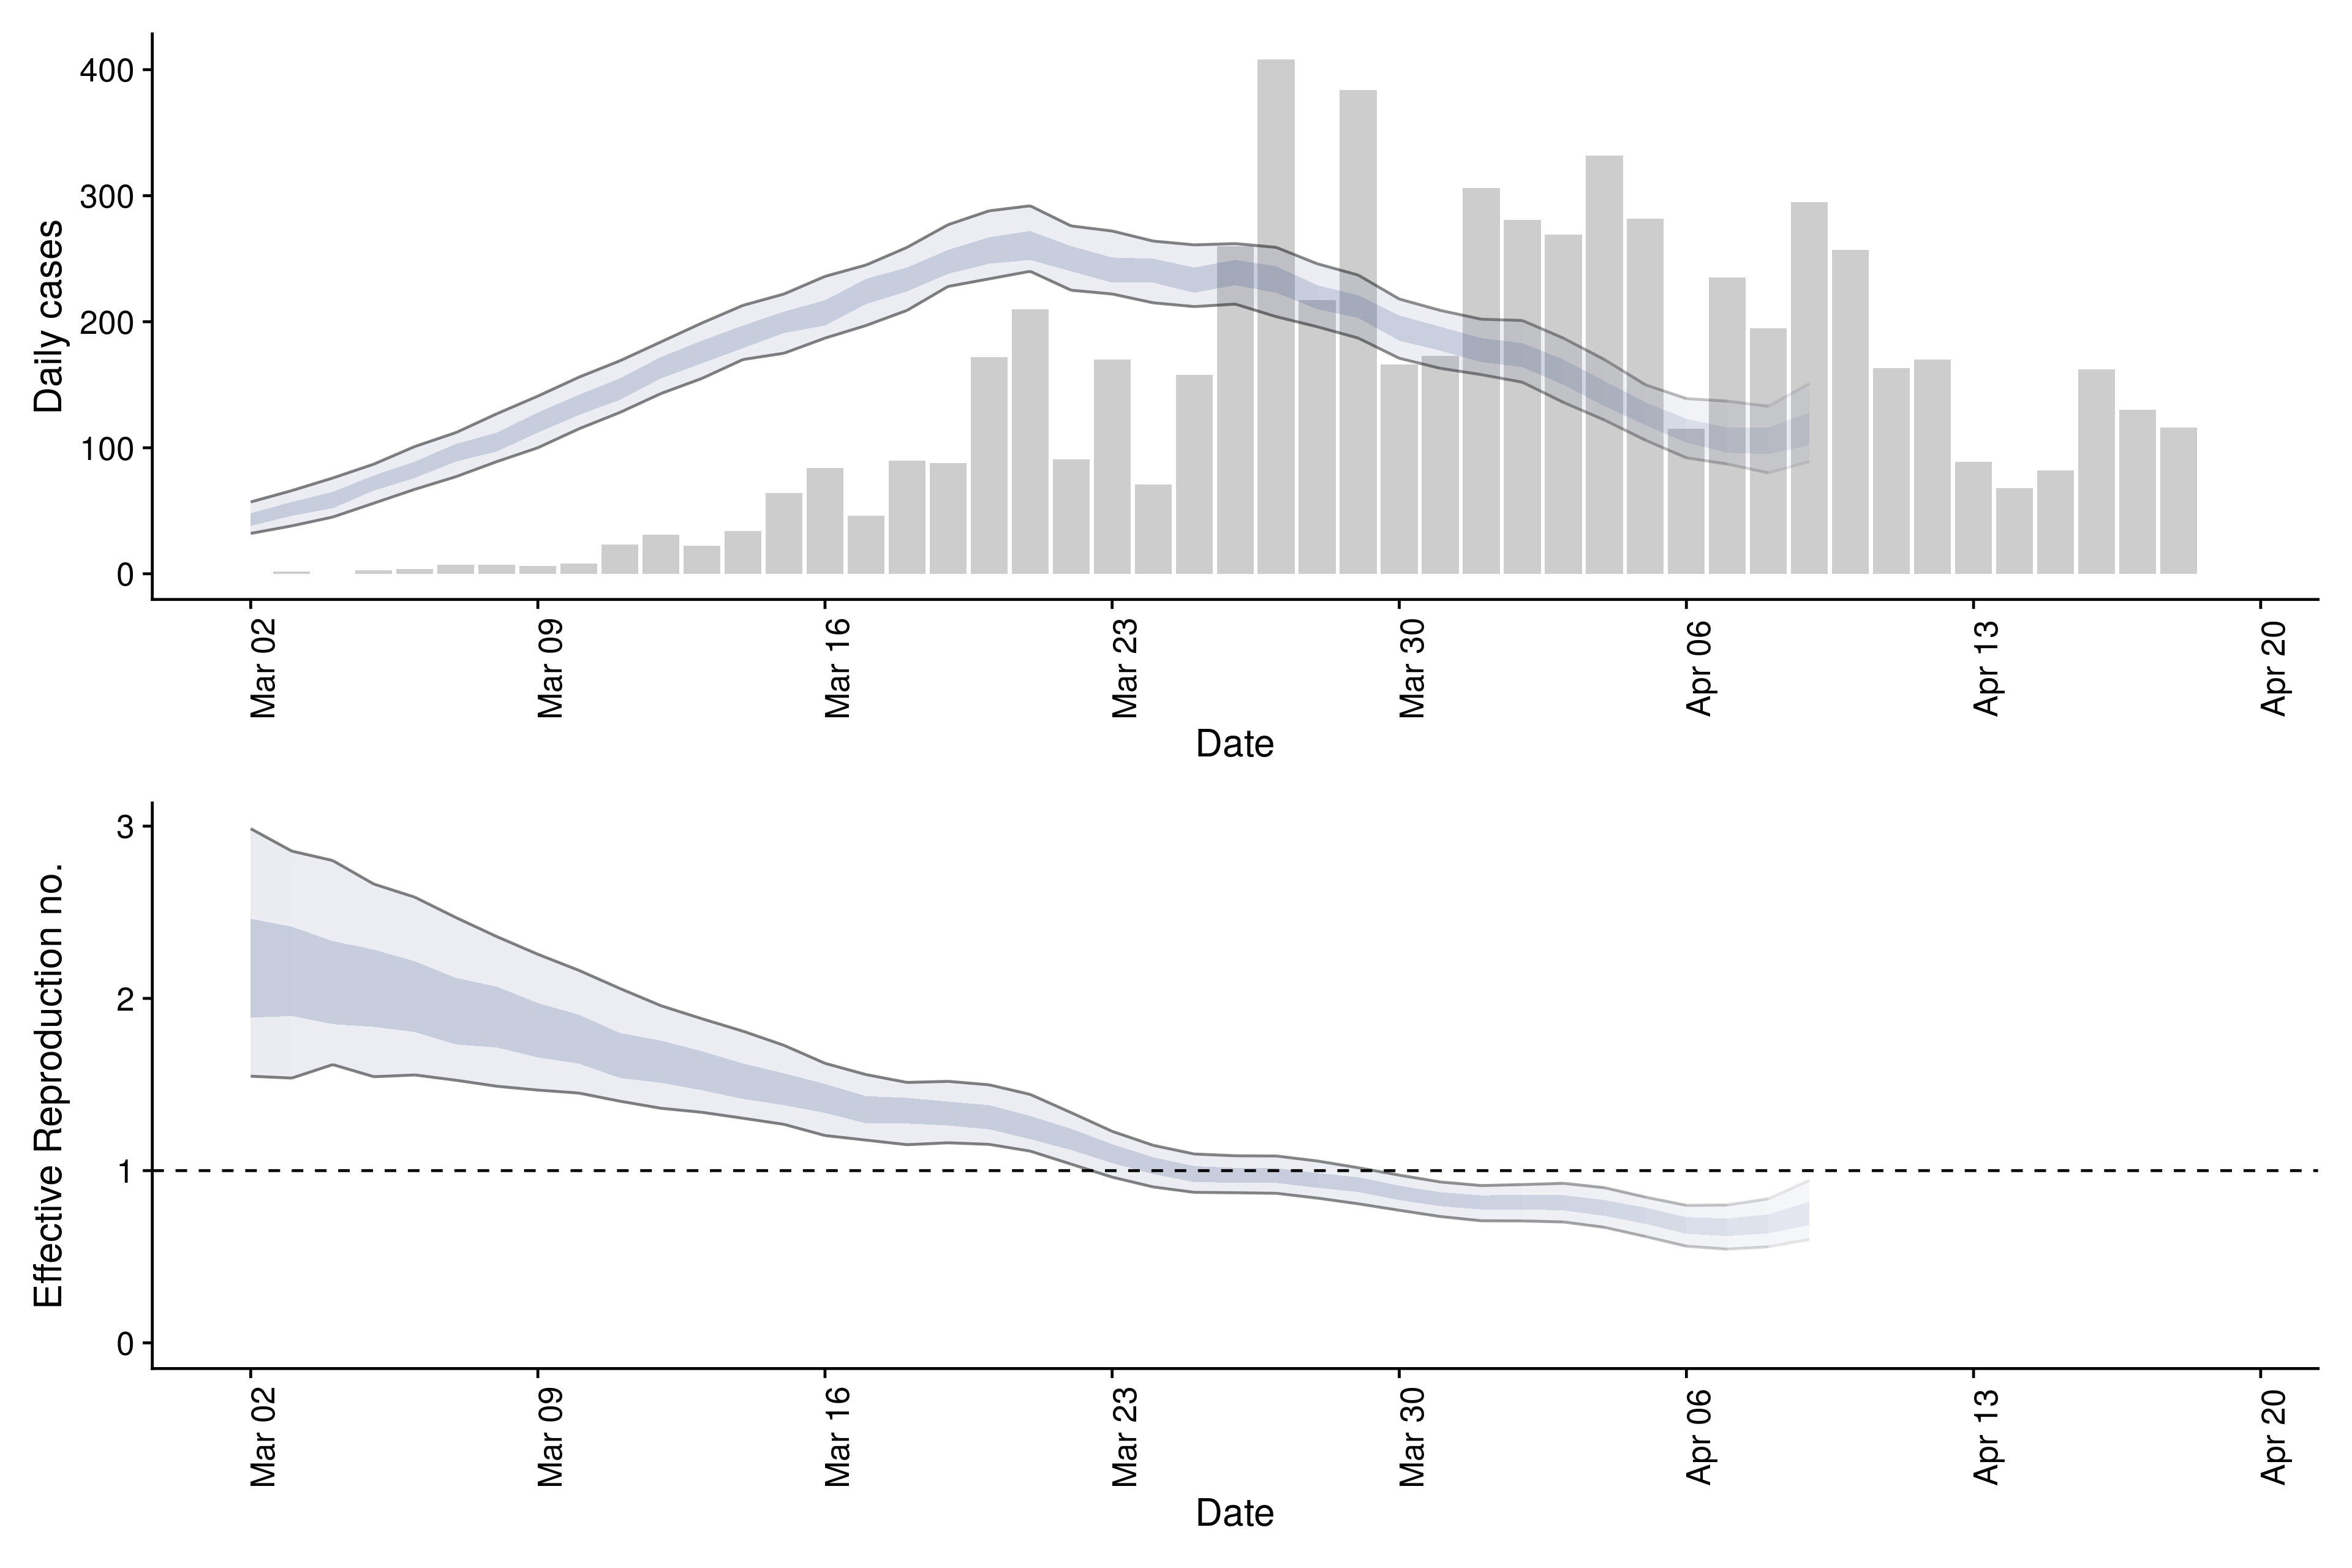 Daily cases
400
300
200
100
0
Mar 02
Mar 09
Mar 16
Mar 23
Mar 30
Apr 06
Apr 13
Apr 20
Date
Effective Reproduction no.
3
2
1
0
Mar 02
Mar 09
Mar 16
Mar 23
Mar 30
Apr 06
Apr 13
Apr 20
Date